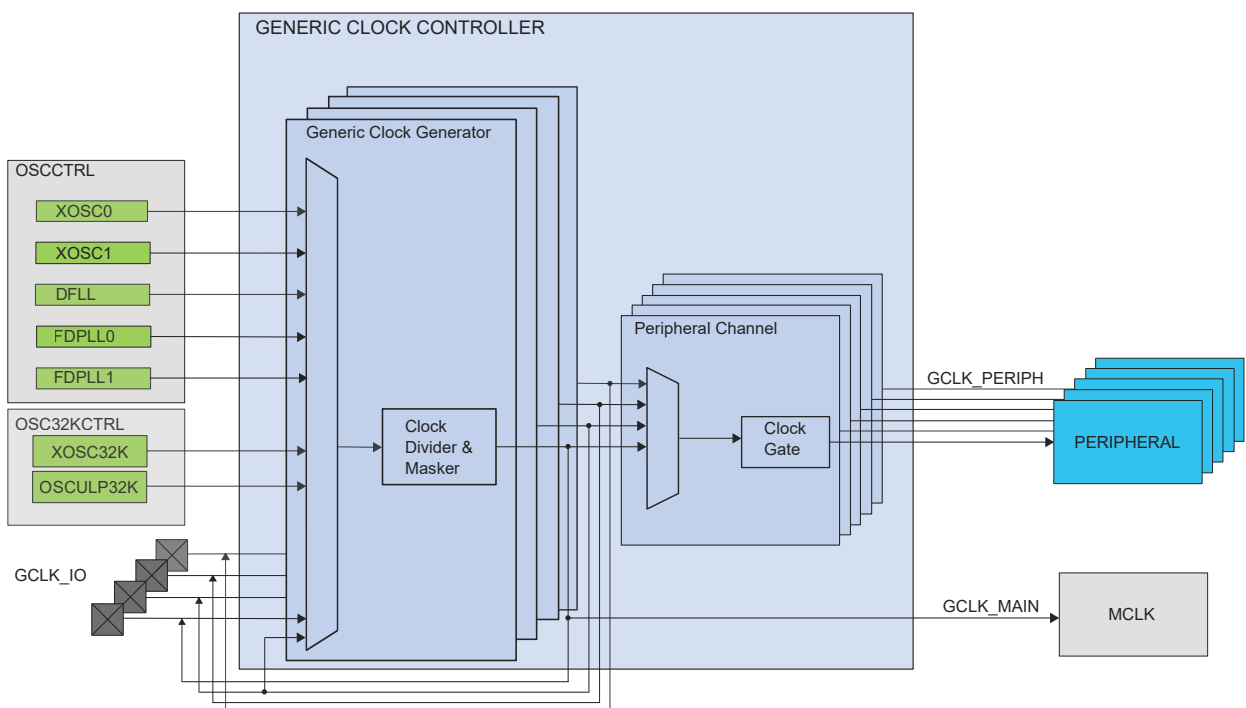 GENERIC CLOCK CONTROLLER
Generic Clock Generator
OSCCTRL
XOSC0
XOSC1
DFLL
FDPLL0
FDPLL1
OSC32KCTRL
XOSC32K
OSCULP32K
GCLK_IO
Clock
Divider &
Masker
Peripheral Channel
Clock
Gate
GCLK_PERIPH
PERIPHERAL
GCLK_MAIN
MCLK